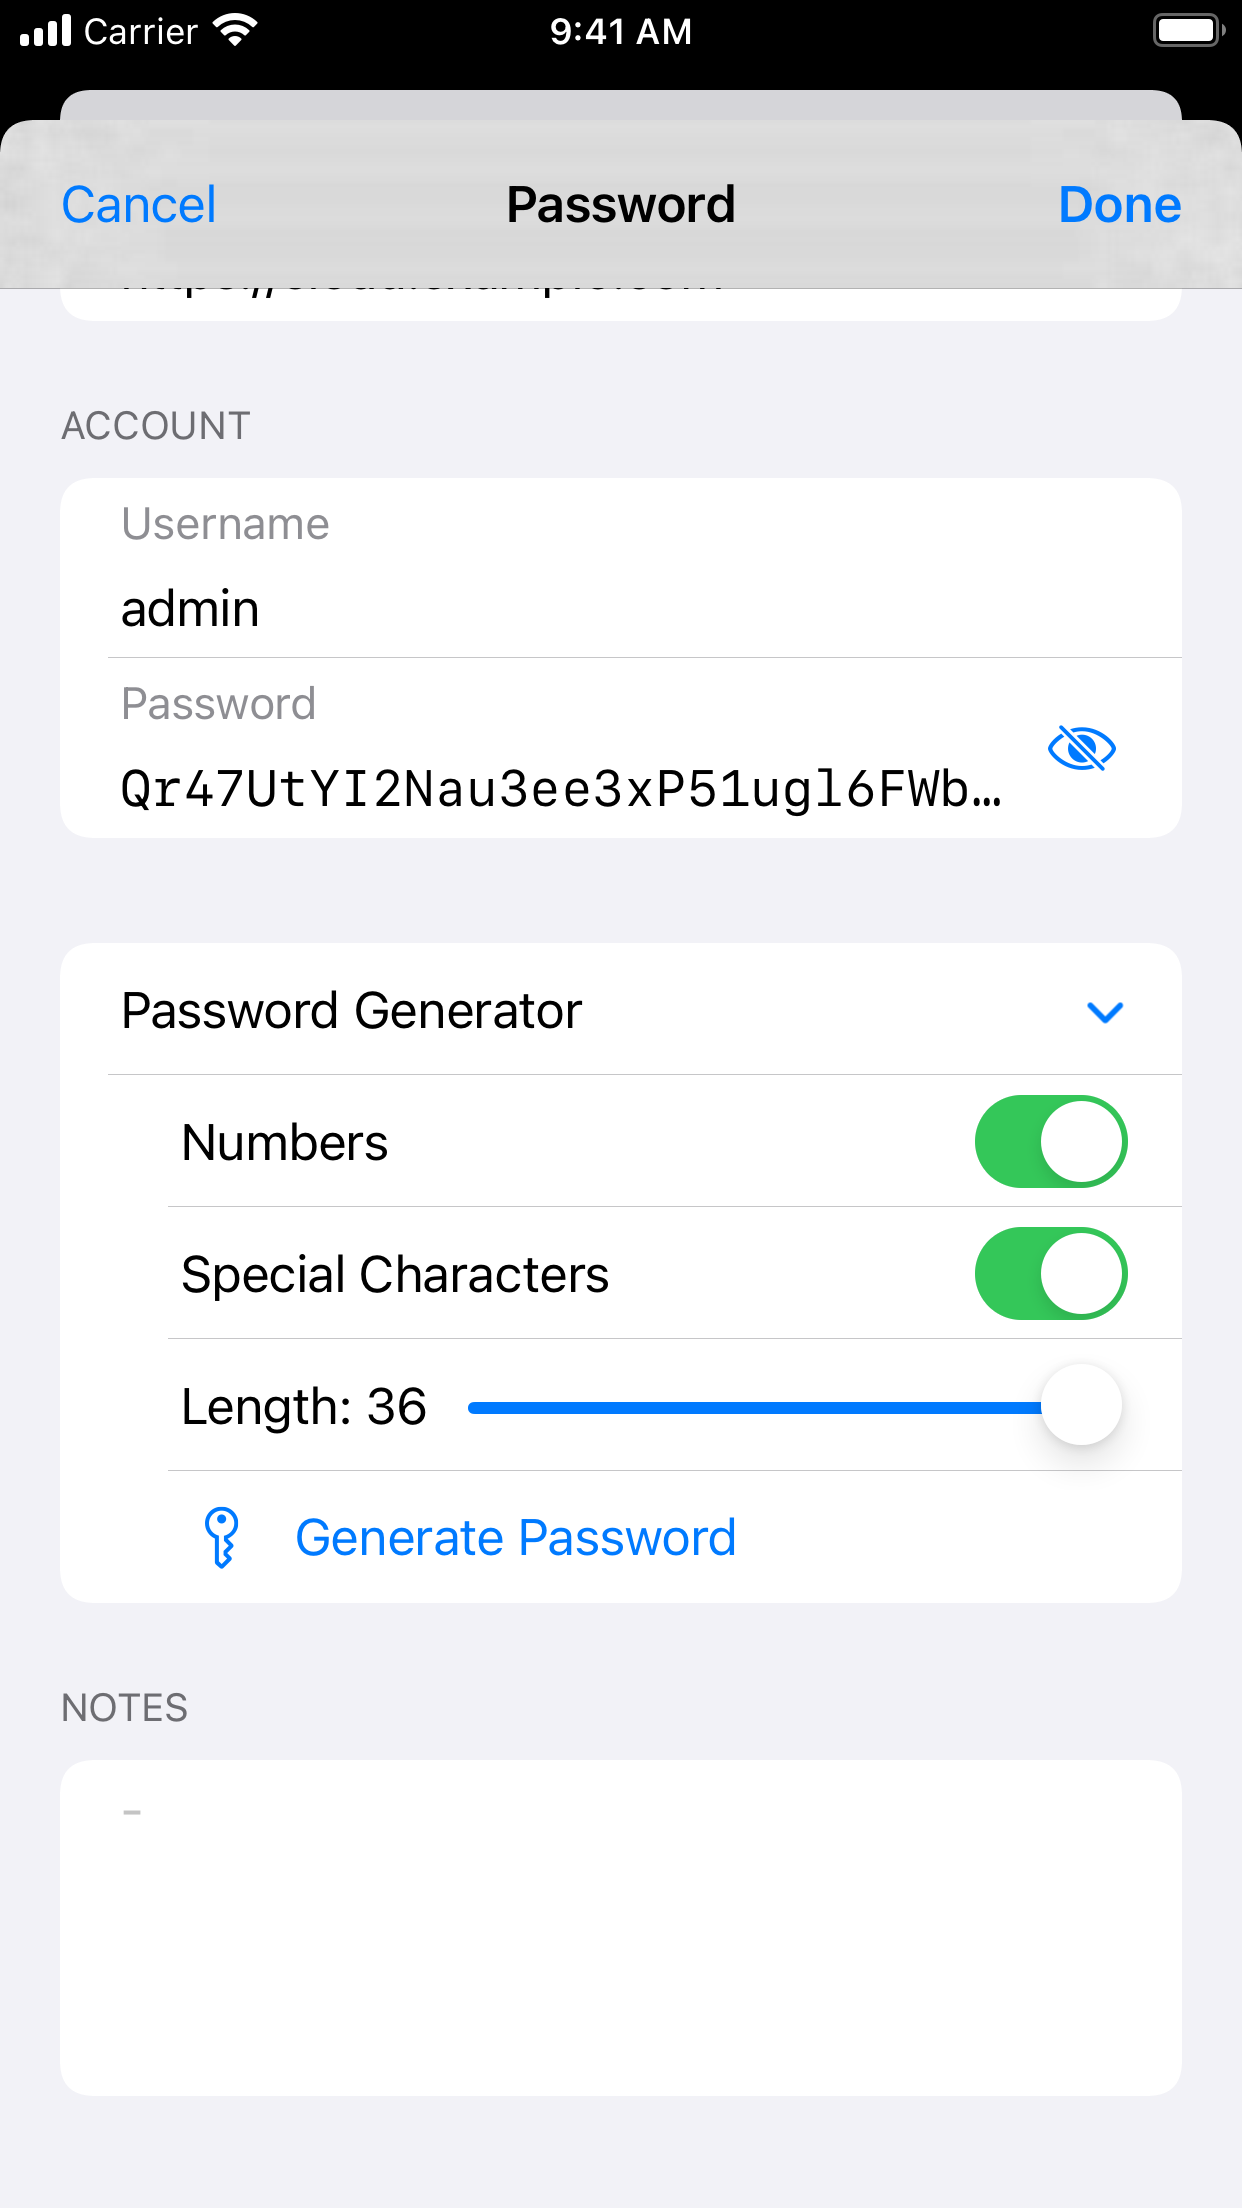 Carrier
9:41 AM
Cancel
Password
Done
ACCOUNT
Username
admin
Password
Qr47UtYI2Nau3ee3xP51ugl6FWb…
Password Generator
Numbers
Special Characters
Length: 36
Generate Password
NOTES
-